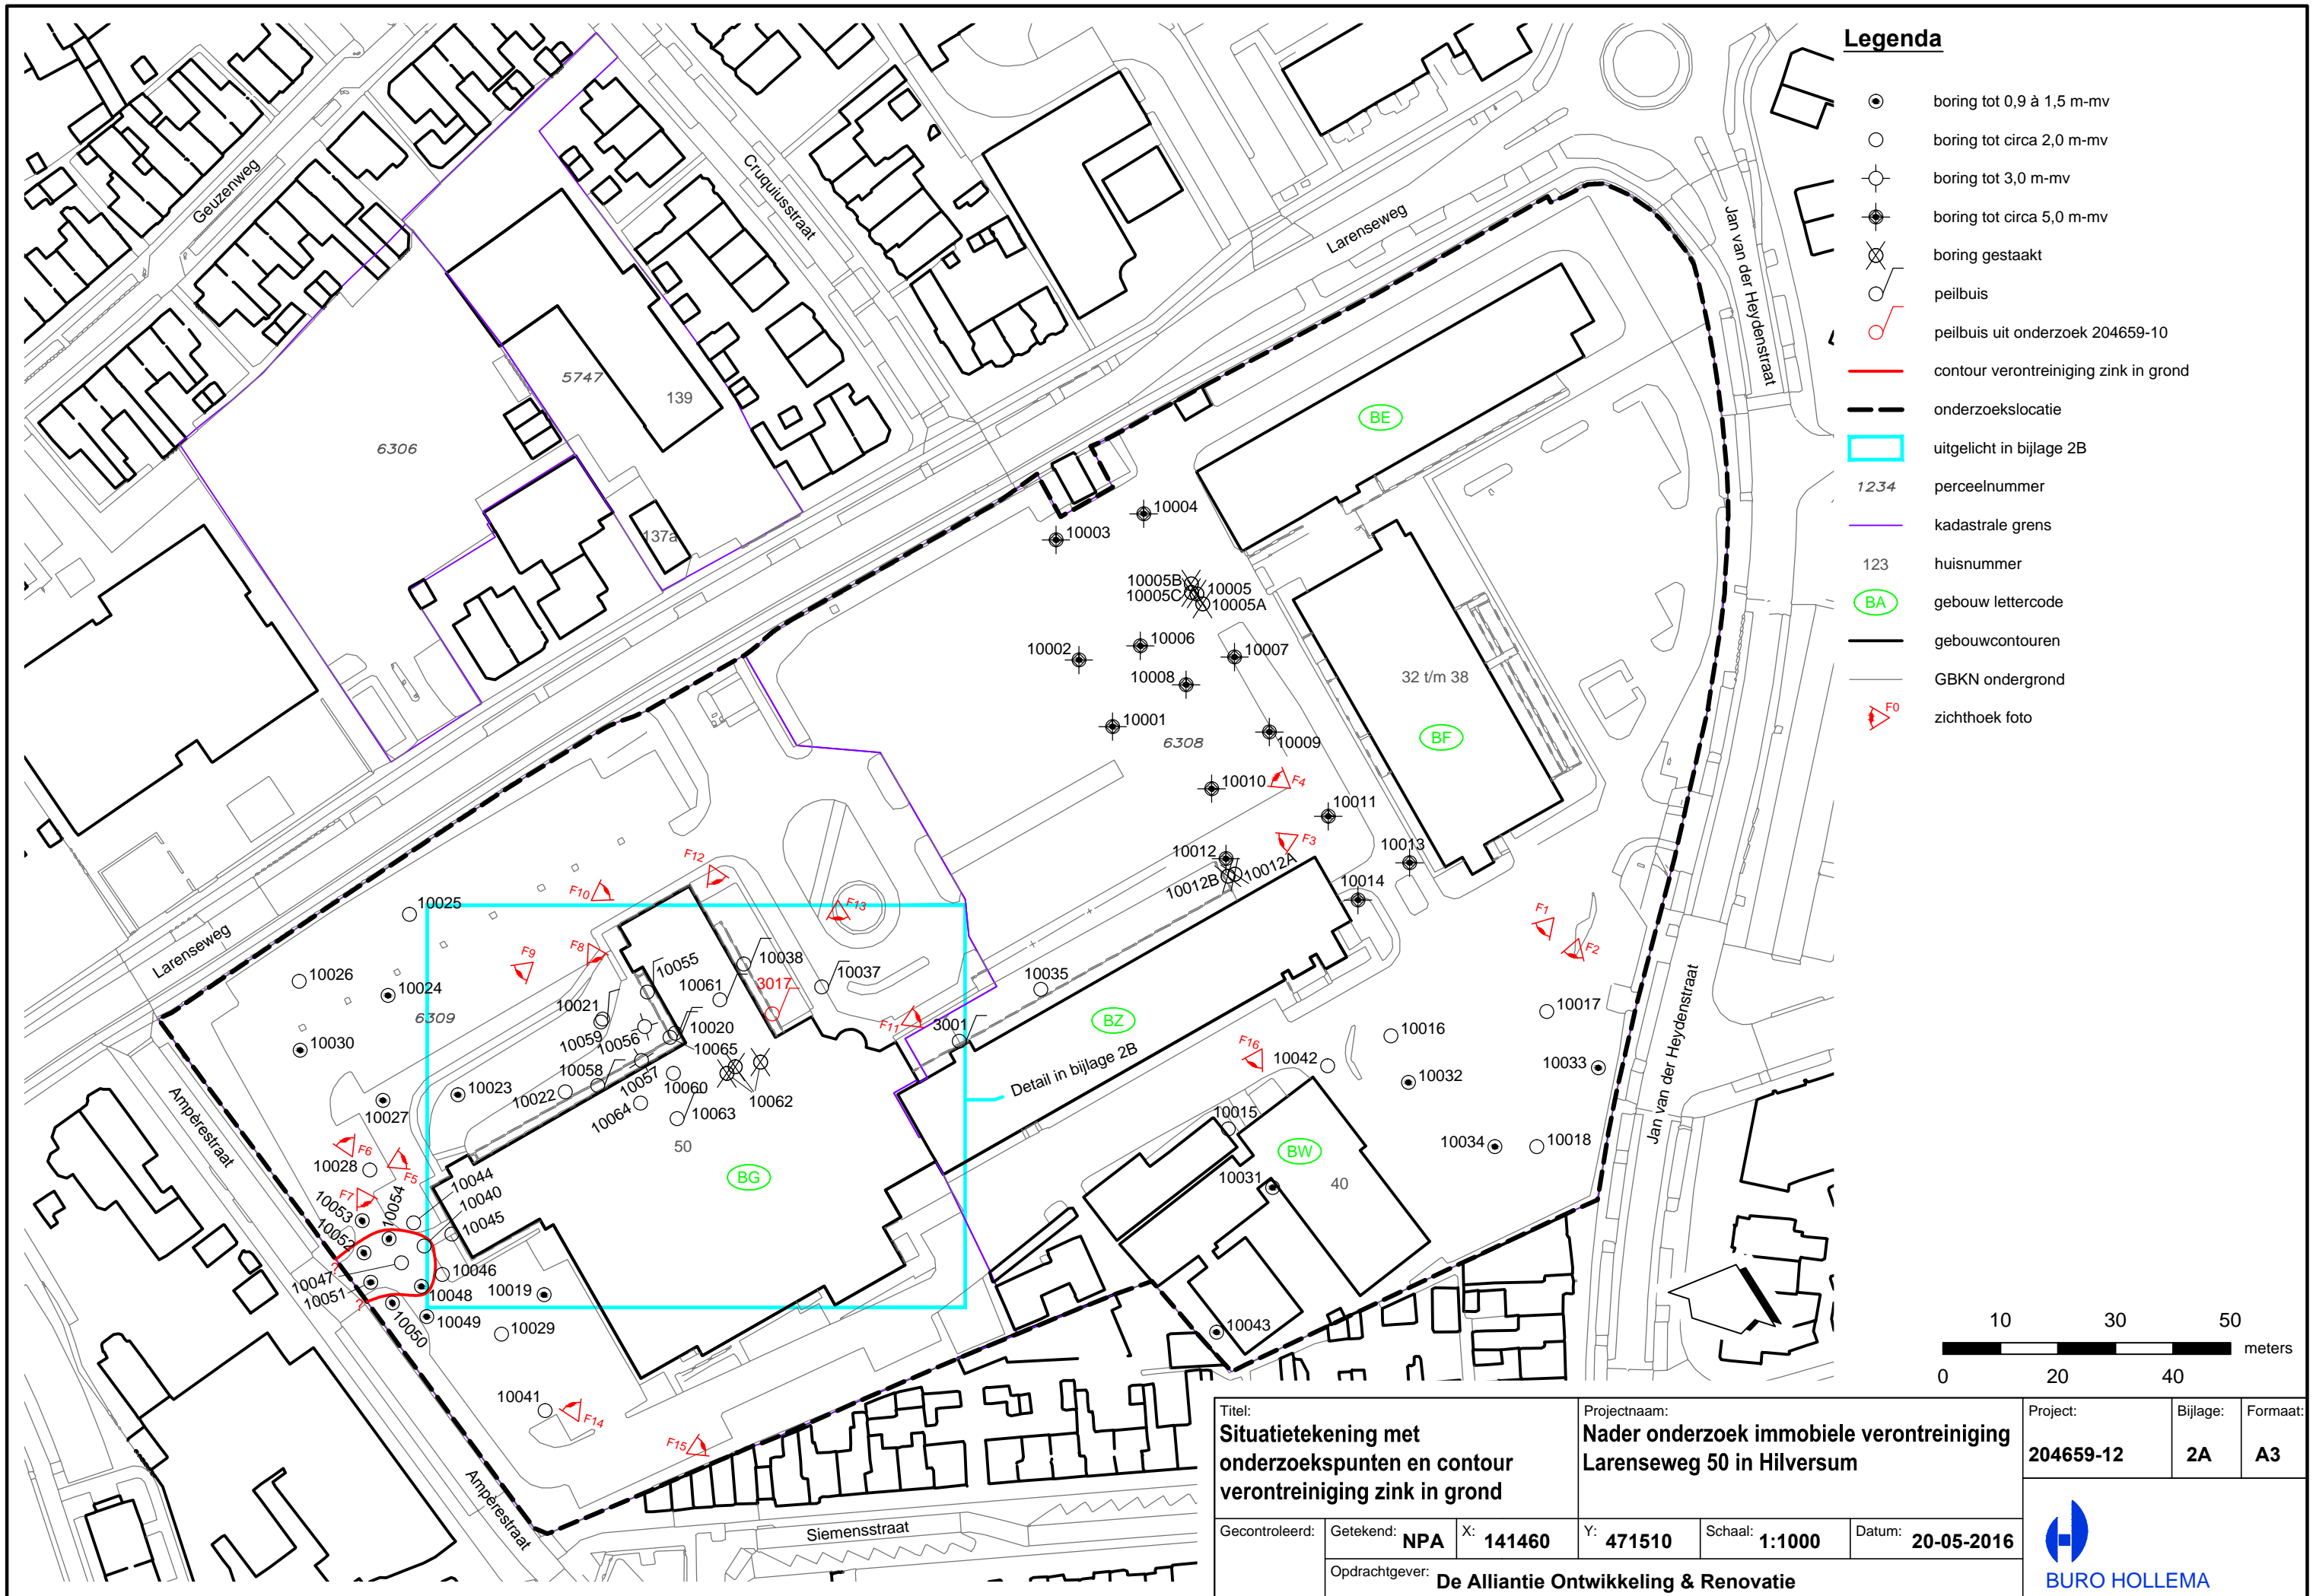 Legenda
boring tot 0,9 à 1,5 m-mv
boring tot circa 2,0 m-mv
boring tot 3,0 m-mv
boring tot circa 5,0 m-mv
boring gestaakt
peilbuis
peilbuis uit onderzoek 204659-10
contour verontreiniging zink in grond
onderzoekslocatie
uitgelicht in bijlage 2B
1234 perceelnummer
kadastrale grens
123 huisnummer
BA gebouw lettercode
gebouwcontouren
GBKN ondergrond
F0 zichthoek foto
Geuzenweg
Cruquiusstraat
Larenseweg
Jan van der Heydenstraat
5747
139
6306
137a
BE
10004
10003
10005B
10005
10005C
10005A
10006
10002
10007
10008
32 t/m 38
10001
6308
10009
BF
10010
F4
10011
F3
10012
10012A
10013
10012B
10014
F12
F10
F13
10025
Larenseweg
F9
F8
F1
F2
10026
10024
6309
10055
10038
10061
10037
3017
10035
10021
10020
F11
3001
BZ
10017
10016
10059
10056
10065
10030
10058
10057
10060
10062
Detail in bijlage 2B
F16
10042
10032
10033
Jan van der Heydenstraat
10023
10022
10064
10063
10027
Ampèrestraat
50
10015
10034
10018
F6
10028
F5
F7
10044
10040
10045
10054
10053
10052
BG
BW
10031
40
?
10047
10046
10051
10048
10019
?
10050
10049
10029
10043
10041
F14
F15
Ampèrestraat
Siemensstraat
10 30 50
meters
0 20 40
Titel:
Situatietekening met
onderzoekspunten en contour
verontreiniging zink in grond
Projectnaam:
Nader onderzoek immobiele verontreiniging
Larenseweg 50 in Hilversum
Project:
204659-12
Bijlage:
2A
Formaat:
A3
Gecontroleerd:
Getekend: NPA
X: 141460
Y: 471510
Schaal: 1:1000
Datum: 20-05-2016
Opdrachtgever: De Alliantie Ontwikkeling & Renovatie
BURO HOLLEMA